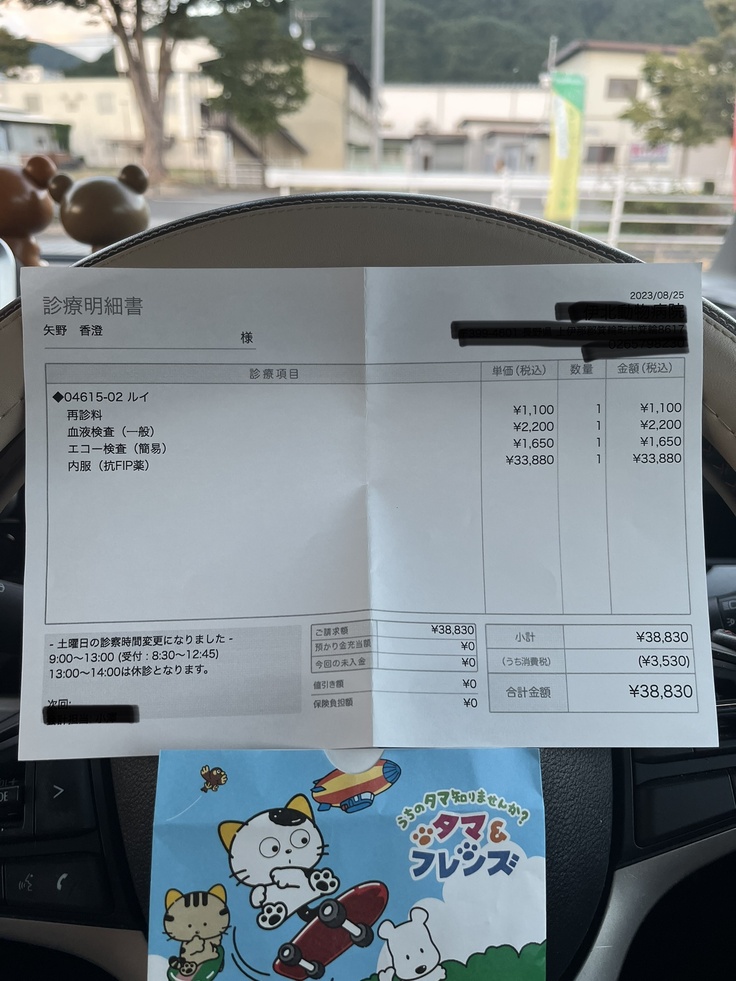 診療明細書
2023/08/25
矢野 香澄 様
診療項目 単価(税込) 数量 金額(税込)
◆04615-02 ルイ
再診料 ¥1,100 1 ¥1,100
血液検査(一般) ¥2,200 1 ¥2,200
エコー検査(簡易) ¥1,650 1 ¥1,650
内服(抗FIP薬) ¥33,880 1 ¥33,880
- 土曜日の診察時間変更になりました -
9:00～13:00 (受付 : 8:30～12:45)
13:00～14:00は休診となります。
次回:
ご請求額 ¥38,830
預かり金充当額 ¥0
今回の未入金 ¥0
値引き額 ¥0
保険負担額 ¥0
小計 ¥38,830
(うち消費税) (¥3,530)
合計金額 ¥38,830
うちのタマ知りませんか?
タマ&
フレンズ